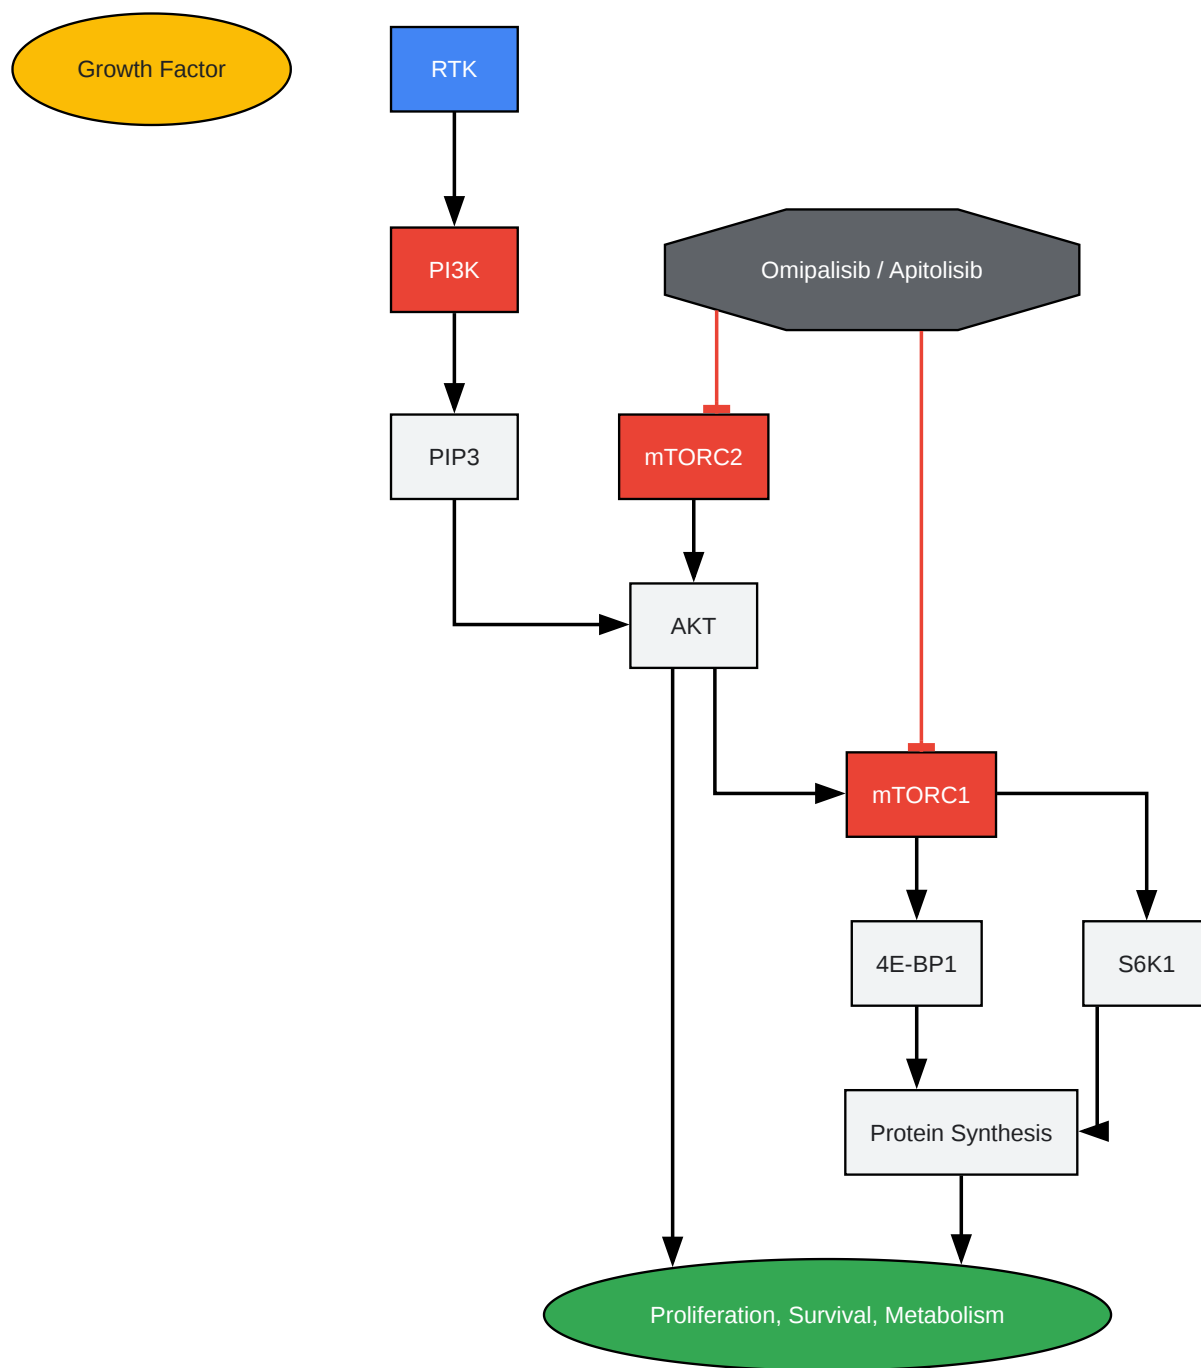 Growth Factor
RTK
PI3K
Omipalisib / Apitolisib
PIP3
mTORC2
AKT
mTORC1
4E-BP1
S6K1
Protein Synthesis
Proliferation, Survival, Metabolism